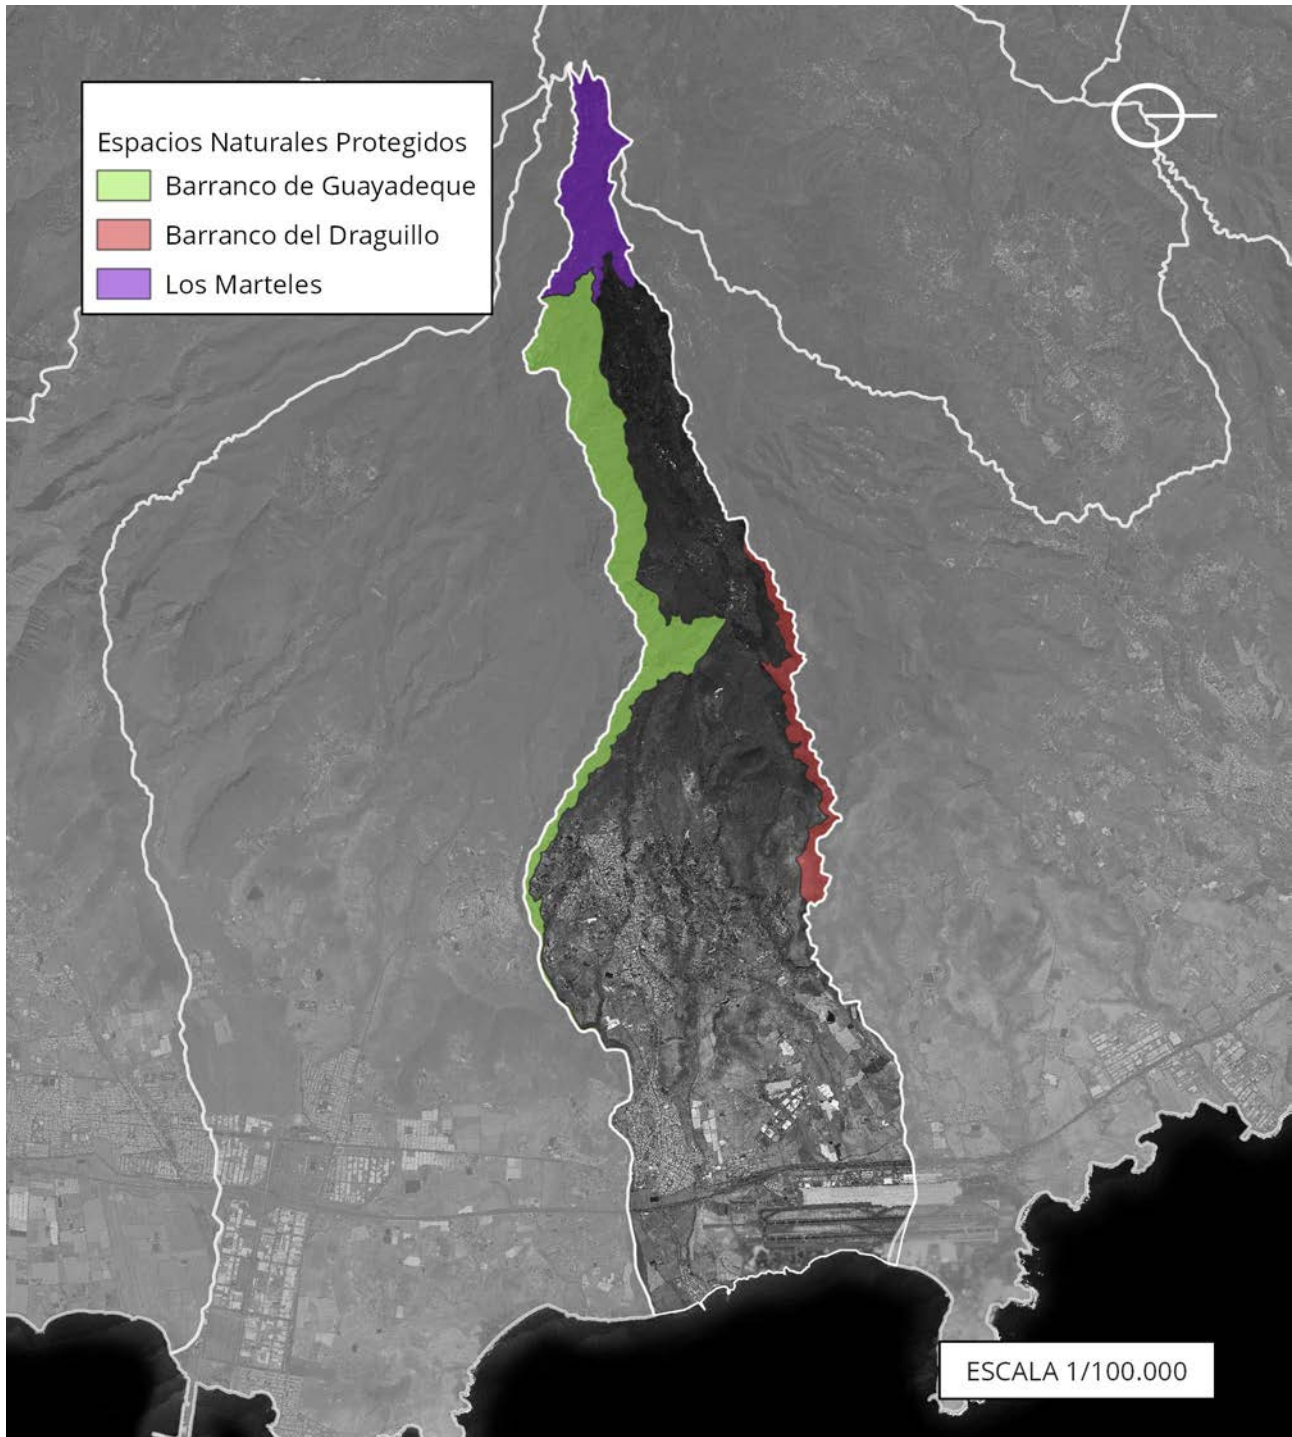 Espacios Naturales Protegidos
Barranco de Guayadeque
Barranco del Draguillo
Los Marteles
ESCALA 1/100.000